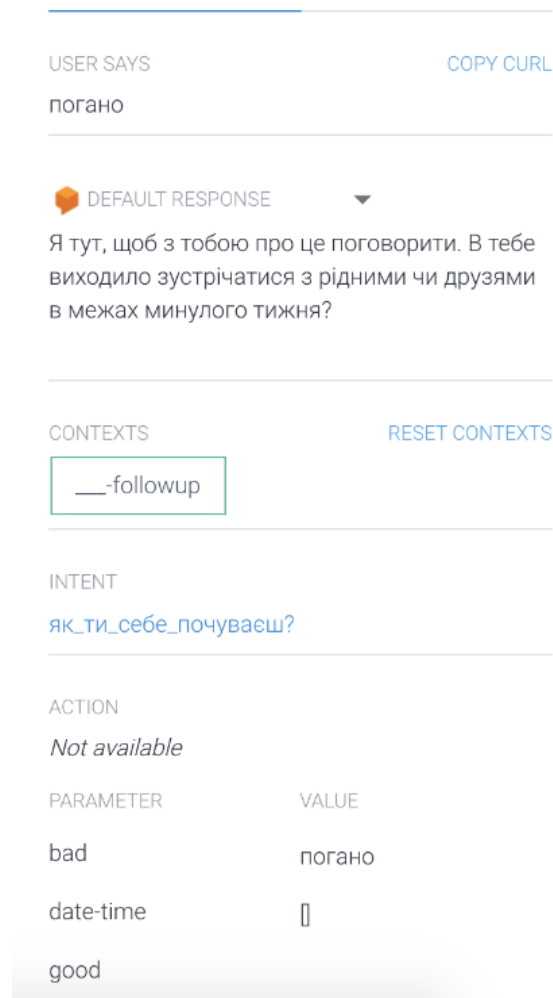 USER SAYS COPY CURL
погано
DEFAULT RESPONSE
Я тут, щоб з тобою про це поговорити. В тебе
виходило зустрічатися з рідними чи друзями
в межах минулого тижня?
CONTEXTS RESET CONTEXTS
___-followup
INTENT
як_ти_себе_почуваєш?
ACTION
Not available
PARAMETER VALUE
bad погано
date-time []
good